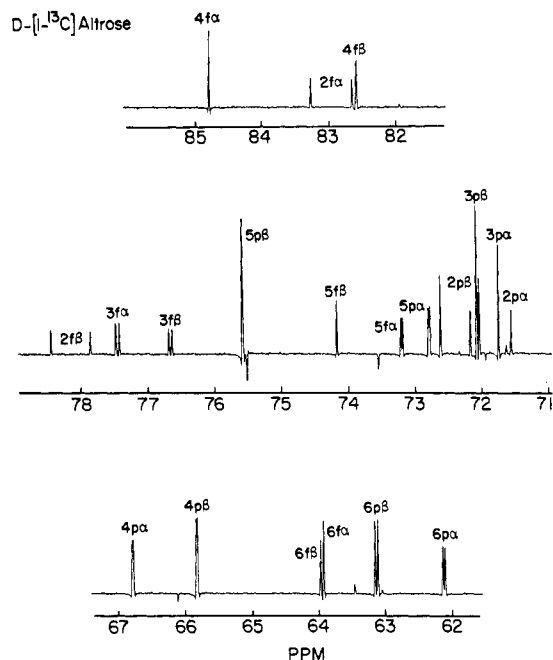 D-[1-¹³C] Altrose
4fα
4fβ
2fα
85 84 83 82
3pβ
5pβ
3pα
5fβ
2pβ
3fα
5pα
2pα
2fβ
3fβ
5fα
78 77 76 75 74 73 72 71
4pβ
6pβ
4pα
6fα
6fβ
6pα
67 66 65 64 63 62
PPM